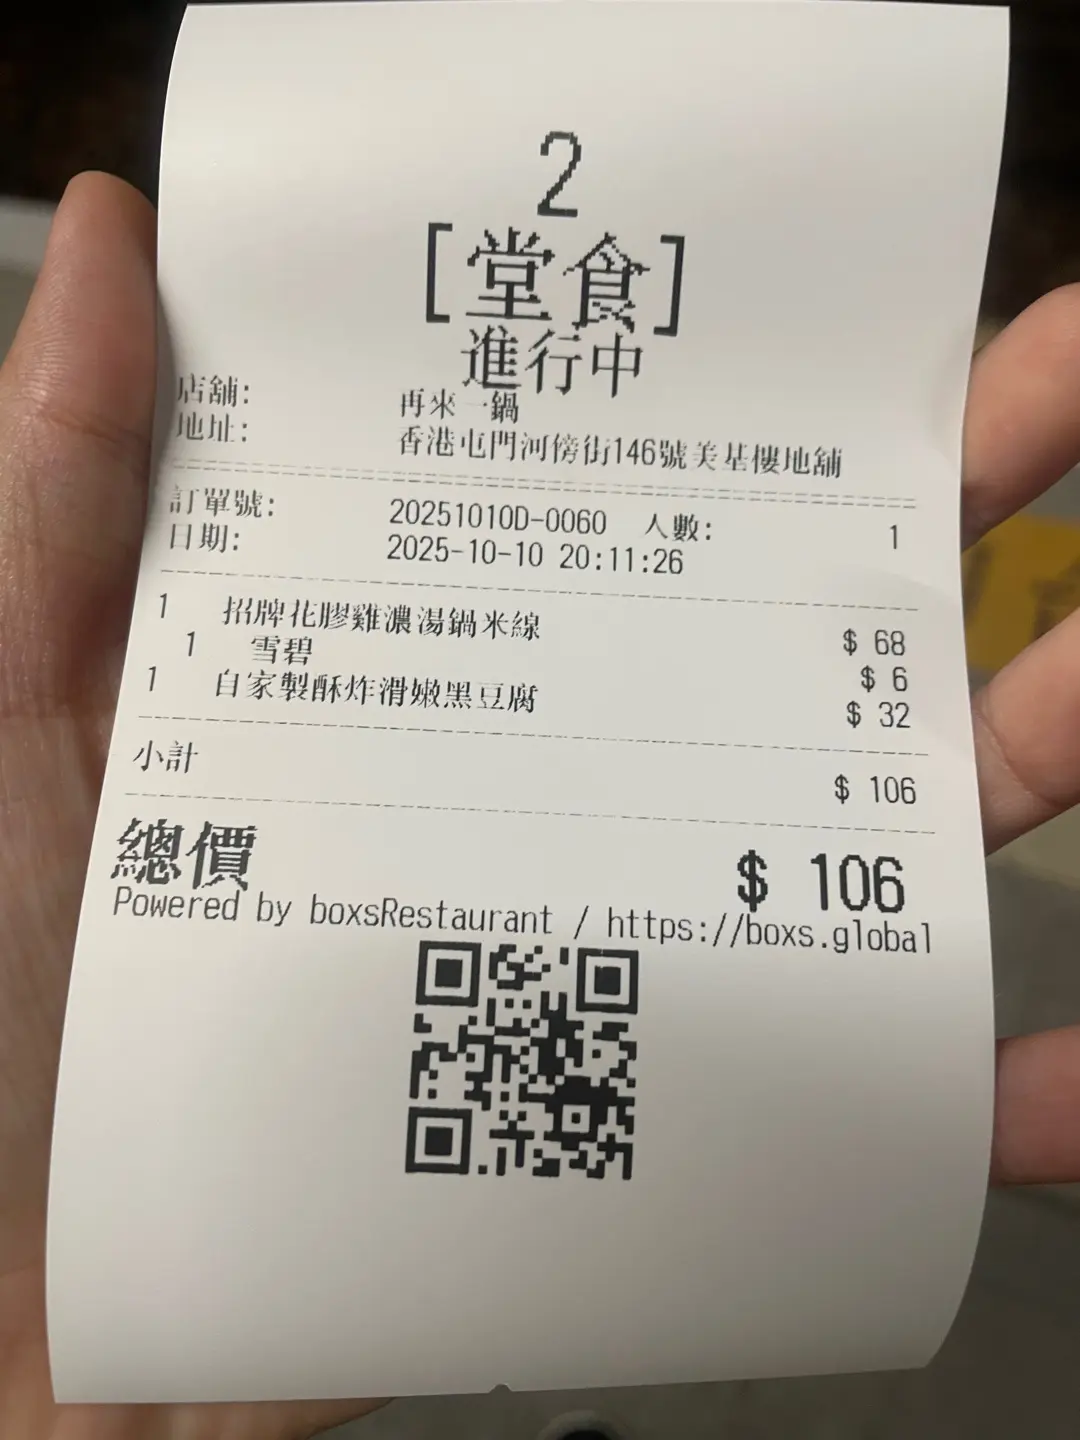 2
[堂食]
進行中
店舖: 再來一鍋
地址: 香港屯門河傍街146號美基樓地舖
訂單號: 20251010D-0060 人數: 1
日期: 2025-10-10 20:11:26
1 招牌花膠雞濃湯鍋米線 $ 68
1 雪碧 $ 6
1 自家製酥炸滑嫩黑豆腐 $ 32
小計 $ 106
總價 $ 106
Powered by boxsRestaurant / https://boxs.global